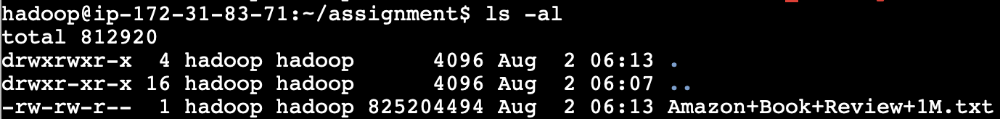 hadoop@ip-172-31-83-71:~/assignment$ ls -al
total 812920
drwxrwxr-x  4 hadoop hadoop      4096 Aug  2 06:13 .
drwxr-xr-x 16 hadoop hadoop      4096 Aug  2 06:07 ..
-rw-rw-r--  1 hadoop hadoop 825204494 Aug  2 06:13 Amazon+Book+Review+1M.txt